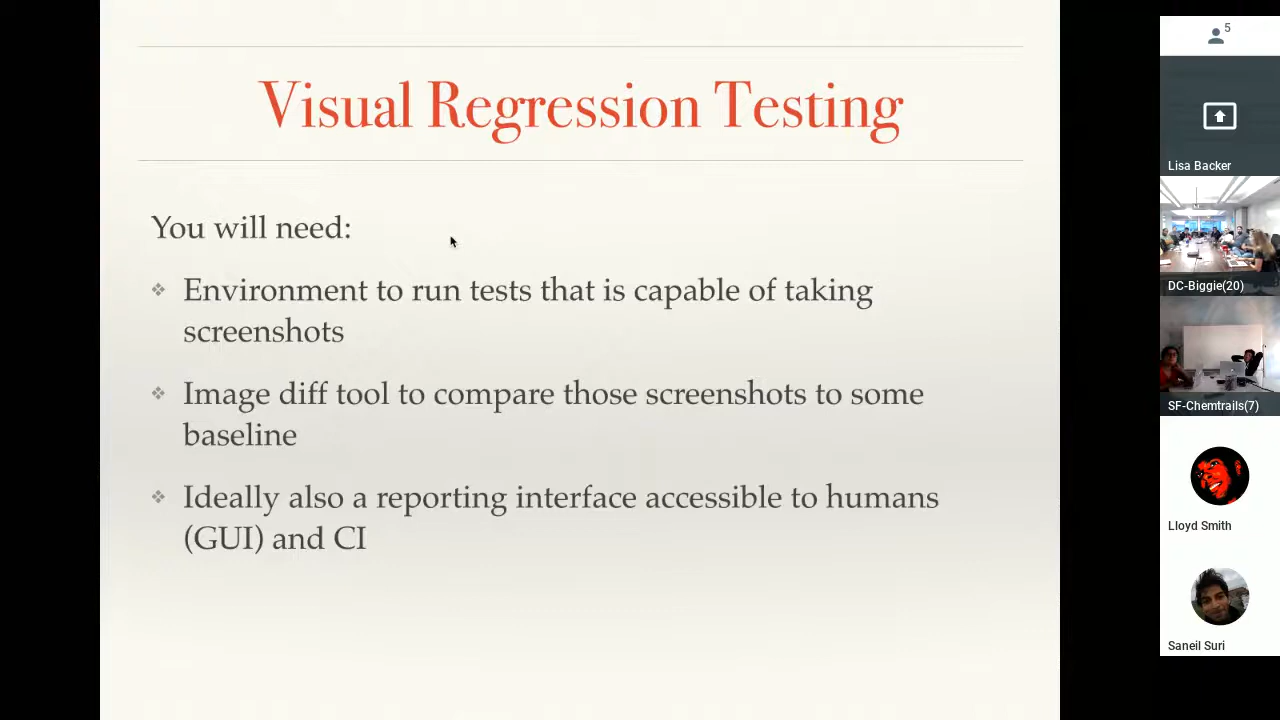 Visual Regression Testing
You will need:
Environment to run tests that is capable of taking
screenshots
Image diff tool to compare those screenshots to some
baseline
Ideally also a reporting interface accessible to humans
(GUI) and CI
5
Lisa Backer
DC-Biggie(20)
SF-Chemtrails(7)
Lloyd Smith
Saneil Suri